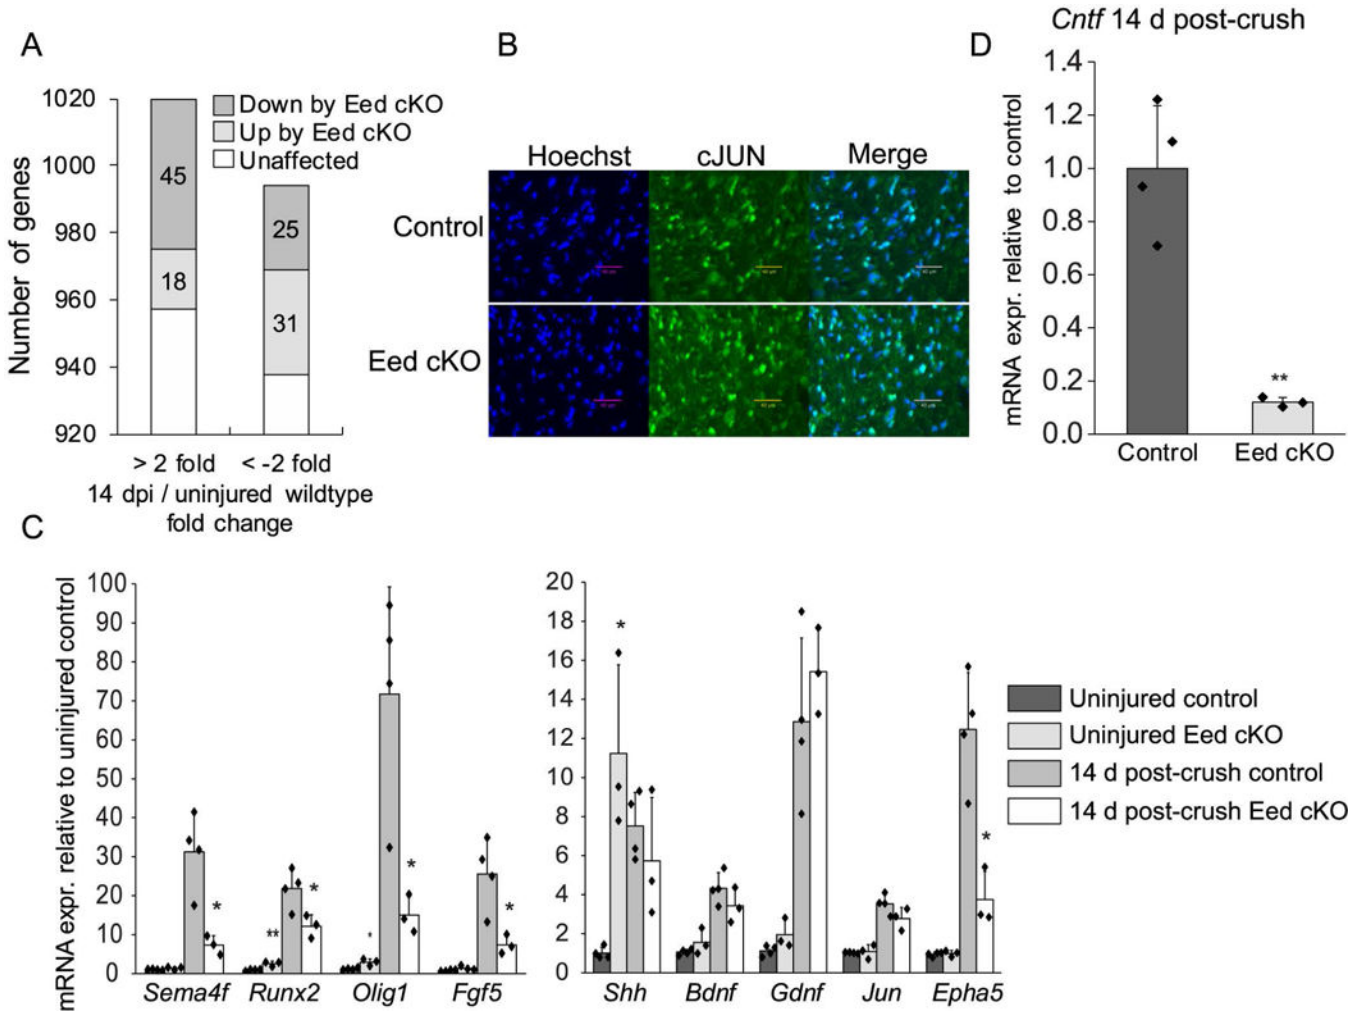 A
1020
1000
980
960
940
920
Number of genes
Down by Eed cKO
Up by Eed cKO
Unaffected
45
18
25
31
> 2 fold
< -2 fold
14 dpi / uninjured wildtype
fold change
B
Hoechst
cJUN
Merge
Control
Eed cKO
D
Cntf 14 d post-crush
mRNA expr. relative to control
1.4
1.2
1.0
0.8
0.6
0.4
0.2
0.0
**
Control
Eed cKO
C
mRNA expr. relative to uninjured control
100
90
80
70
60
50
40
30
20
10
0
*
**
*
*
*
*
Sema4f
Runx2
Olig1
Fgf5
20
18
16
14
12
10
8
6
4
2
0
*
*
Shh
Bdnf
Gdnf
Jun
Epha5
Uninjured control
Uninjured Eed cKO
14 d post-crush control
14 d post-crush Eed cKO